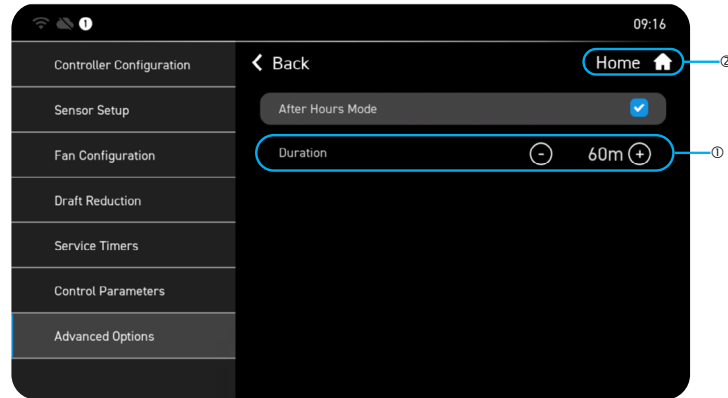 1
09:16
Controller Configuration
Sensor Setup
Fan Configuration
Draft Reduction
Service Timers
Control Parameters
Advanced Options
Back
Home
②
After Hours Mode
Duration
-
60m
+
①